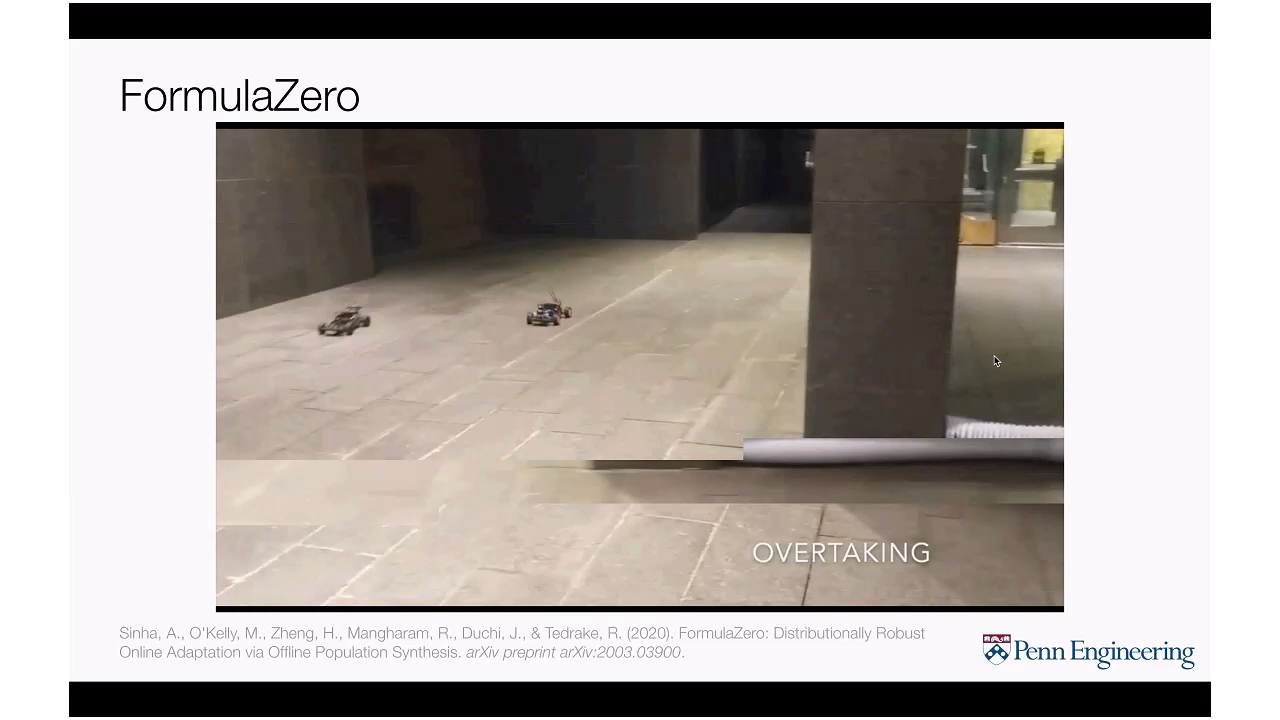 FormulaZero
OVERTAKING
Sinha, A., O'Kelly, M., Zheng, H., Mangharam, R., Duchi, J., & Tedrake, R. (2020). FormulaZero: Distributionally Robust
Online Adaptation via Offline Population Synthesis. arXiv preprint arXiv:2003.03900.
Penn Engineering